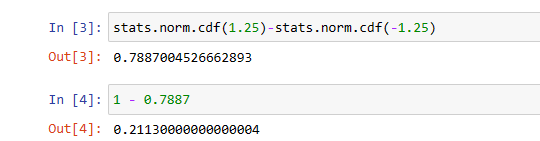 In [3]: stats.norm.cdf(1.25)-stats.norm.cdf(-1.25)
Out[3]: 0.7887004526662893
In [4]: 1 - 0.7887
Out[4]: 0.21130000000000004